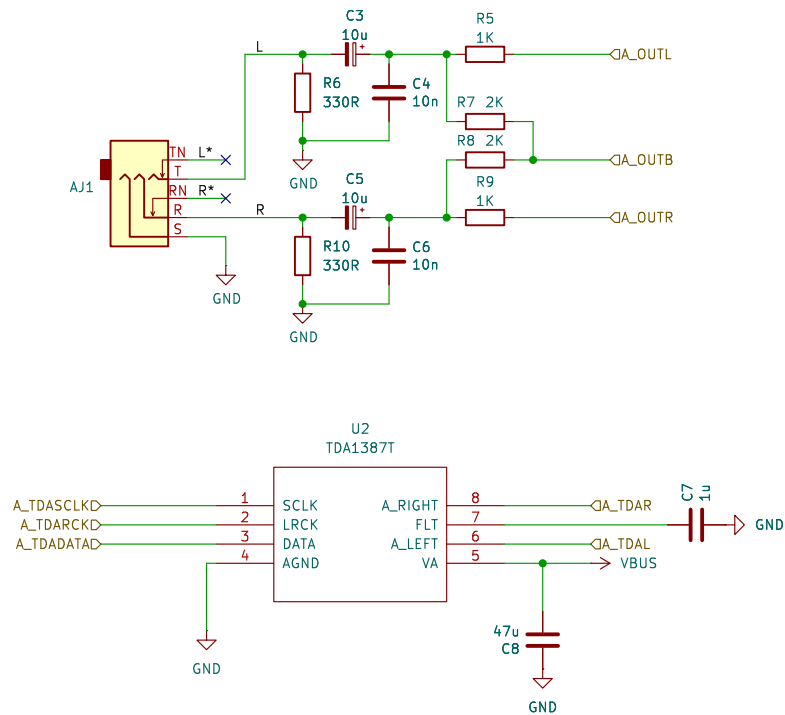 C3
10u
+
L
R5
1K
A_OUTL
R6
330R
C4
10n
R7 2K
R8 2K
GND
A_OUTB
AJ1
TN
L*
T
RN
R*
R
S
C5
10u
+
R
R9
1K
A_OUTR
R10
330R
C6
10n
GND
GND
U2
TDA1387T
A_TDASCLK
1
SCLK
A_RIGHT
8
A_TDAR
A_TDARCK
2
LRCK
FLT
7
C7
1u
GND
A_TDADATA
3
DATA
A_LEFT
6
A_TDAL
4
AGND
VA
5
VBUS
47u
C8
GND
GND